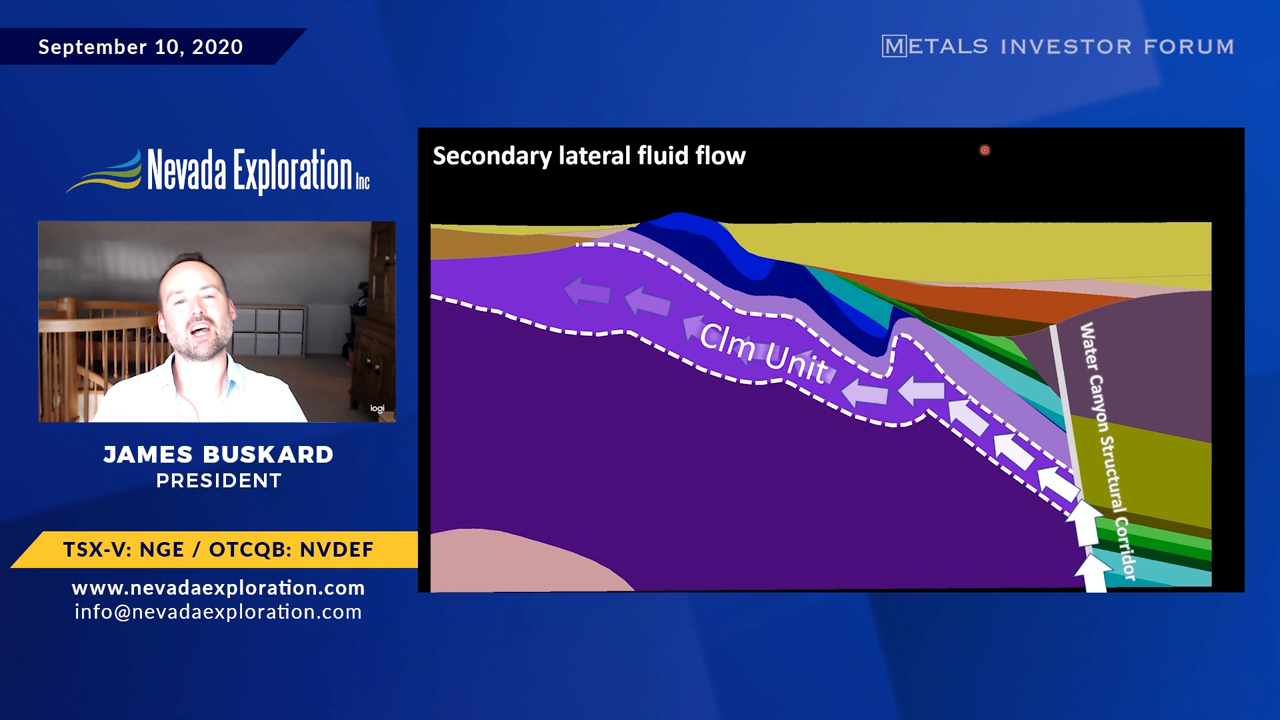 September 10, 2020
METALS INVESTOR FORUM
Nevada Exploration Inc
logi
JAMES BUSKARD
PRESIDENT
TSX-V: NGE / OTCQB: NVDEF
www.nevadaexploration.com
info@nevadaexploration.com
Secondary lateral fluid flow
Clm Unit
Water Canyon Structural Corridor